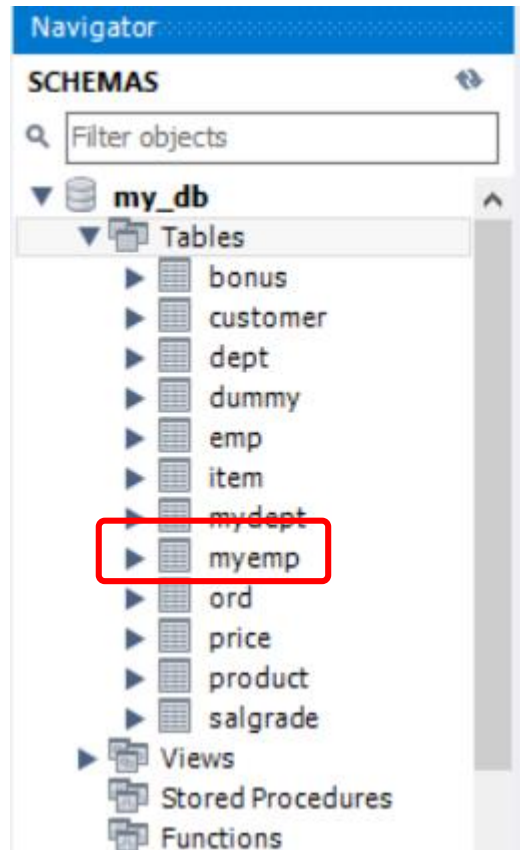 Navigator
SCHEMAS
Filter objects
my_db
Tables
bonus
customer
dept
dummy
emp
item
mydept
myemp
ord
price
product
salgrade
Views
Stored Procedures
Functions